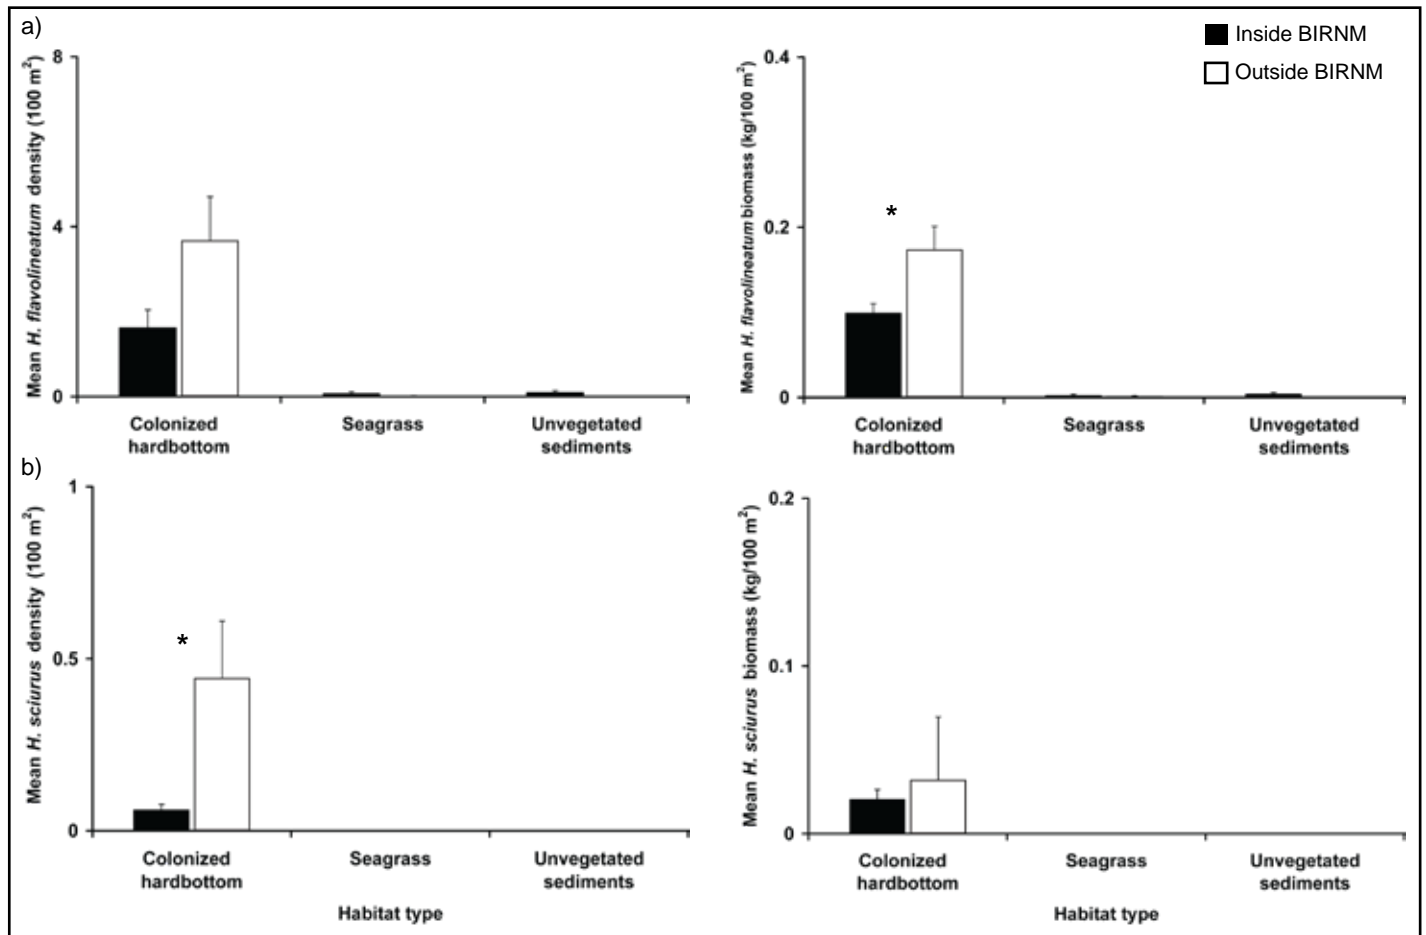 a)
Inside BIRNM
Outside BIRNM
Mean H. flavolineatum density (100 m²)
8
4
0
Colonized hardbottom
Seagrass
Unvegetated sediments
Mean H. flavolineatum biomass (kg/100 m²)
0.4
0.2
0
*
Colonized hardbottom
Seagrass
Unvegetated sediments
b)
Mean H. sciurus density (100 m²)
1
0.5
0
*
Colonized hardbottom
Seagrass
Unvegetated sediments
Habitat type
Mean H. sciurus biomass (kg/100 m²)
0.2
0.1
0
Colonized hardbottom
Seagrass
Unvegetated sediments
Habitat type